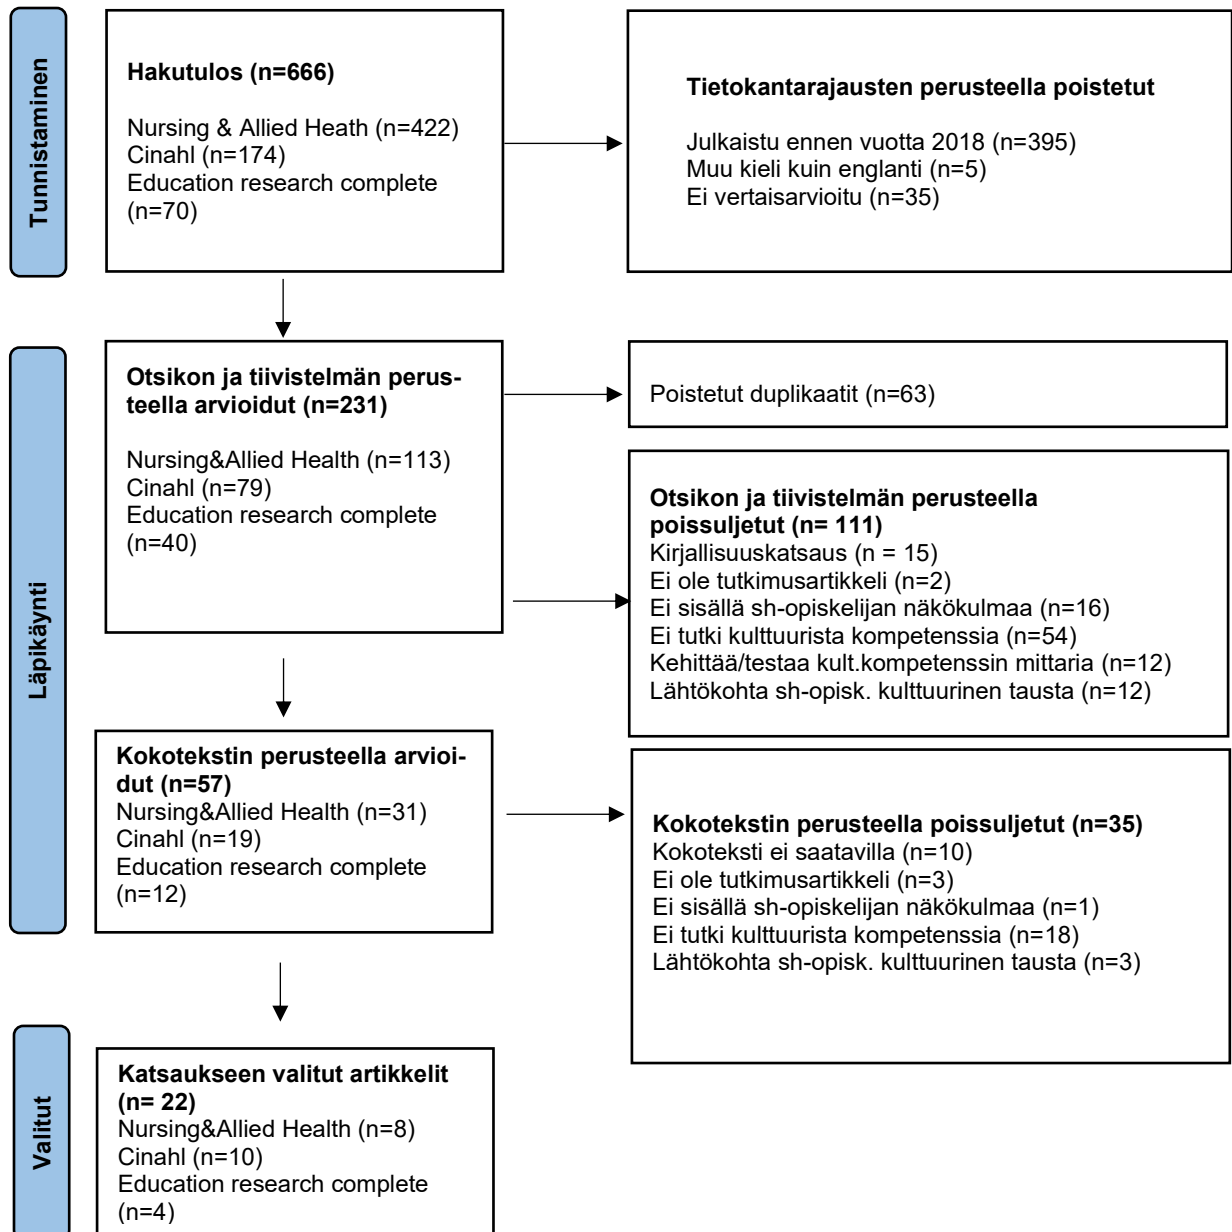 Tunnistaminen
Hakutulos (n=666)
Nursing & Allied Heath (n=422)
Cinahl (n=174)
Education research complete
(n=70)
Tietokantarajausten perusteella poistetut
Julkaistu ennen vuotta 2018 (n=395)
Muu kieli kuin englanti (n=5)
Ei vertaisarvioitu (n=35)
Läpikäynti
Otsikon ja tiivistelmän perus-
teella arvioidut (n=231)
Nursing&Allied Health (n=113)
Cinahl (n=79)
Education research complete
(n=40)
Poistetut duplikaatit (n=63)
Otsikon ja tiivistelmän perusteella
poissuljetut (n= 111)
Kirjallisuuskatsaus (n = 15)
Ei ole tutkimusartikkeli (n=2)
Ei sisällä sh-opiskelijan näkökulmaa (n=16)
Ei tutki kulttuurista kompetenssia (n=54)
Kehittää/testaa kult.kompetenssin mittaria (n=12)
Lähtökohta sh-opisk. kulttuurinen tausta (n=12)
Kokotekstin perusteella arvioi-
dut (n=57)
Nursing&Allied Health (n=31)
Cinahl (n=19)
Education research complete
(n=12)
Kokotekstin perusteella poissuljetut (n=35)
Kokoteksti ei saatavilla (n=10)
Ei ole tutkimusartikkeli (n=3)
Ei sisällä sh-opiskelijan näkökulmaa (n=1)
Ei tutki kulttuurista kompetenssia (n=18)
Lähtökohta sh-opisk. kulttuurinen tausta (n=3)
Valitut
Katsaukseen valitut artikkelit
(n= 22)
Nursing&Allied Health (n=8)
Cinahl (n=10)
Education research complete
(n=4)